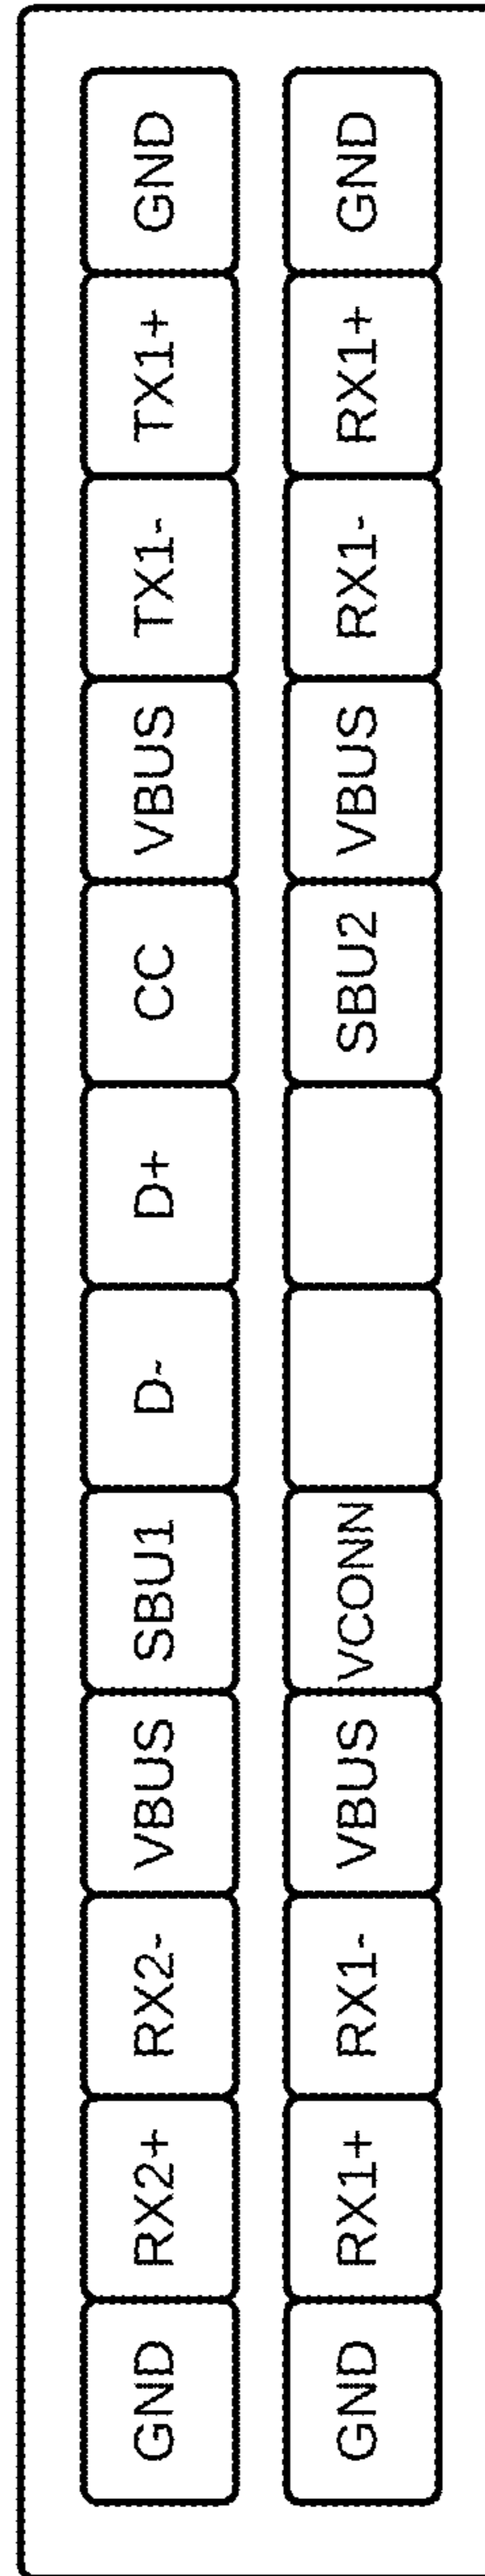 GND RX2+ RX2- VBUS SBU1 D- D+ CC VBUS TX1- TX1+ GND
GND RX1+ RX1- VBUS VCONN SBU2 VBUS RX1- RX1+ GND